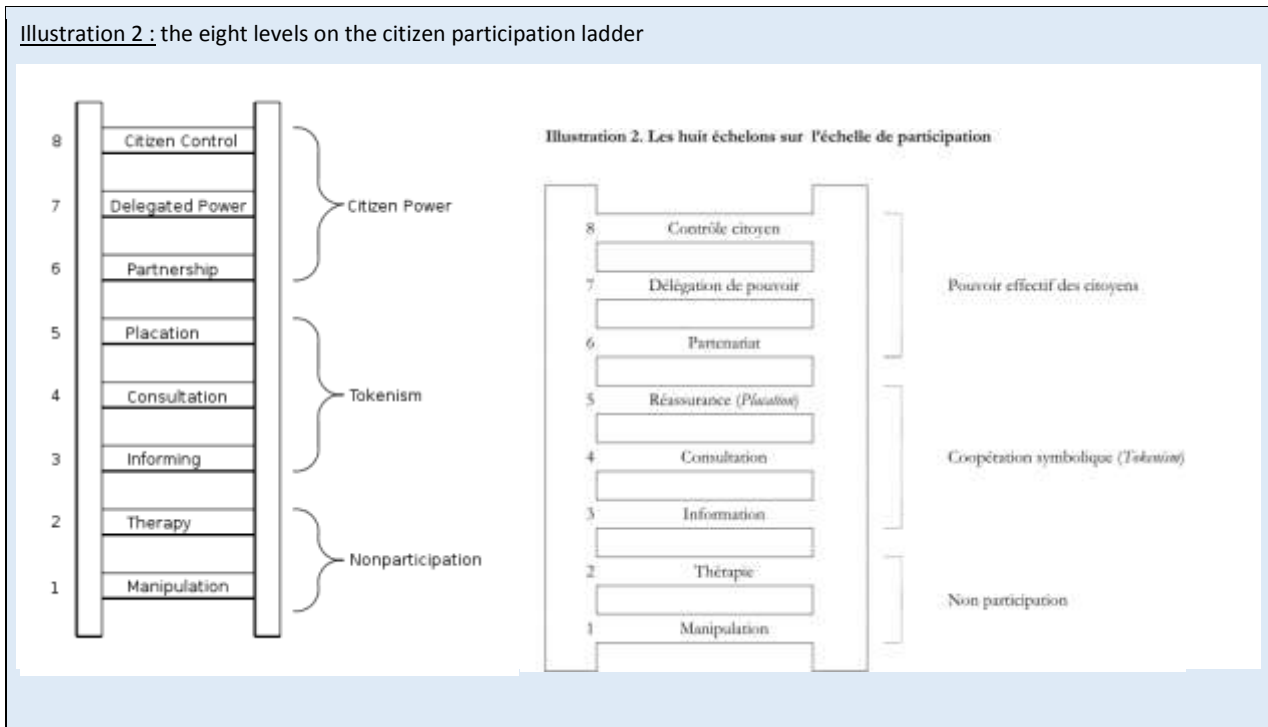 Illustration 2 : the eight levels on the citizen participation ladder
8 Citizen Control
7 Delegated Power
Citizen Power
6 Partnership
5 Placation
4 Consultation
Tokenism
3 Informing
2 Therapy
Nonparticipation
1 Manipulation
Illustration 2. Les huit échelons sur l'échelle de participation
8 Contrôle citoyen
7 Délégation de pouvoir
Pouvoir effectif des citoyens
6 Partenariat
5 Réassurance (Placation)
4 Consultation
Coopération symbolique (Tokenism)
3 Information
2 Thérapie
Non participation
1 Manipulation